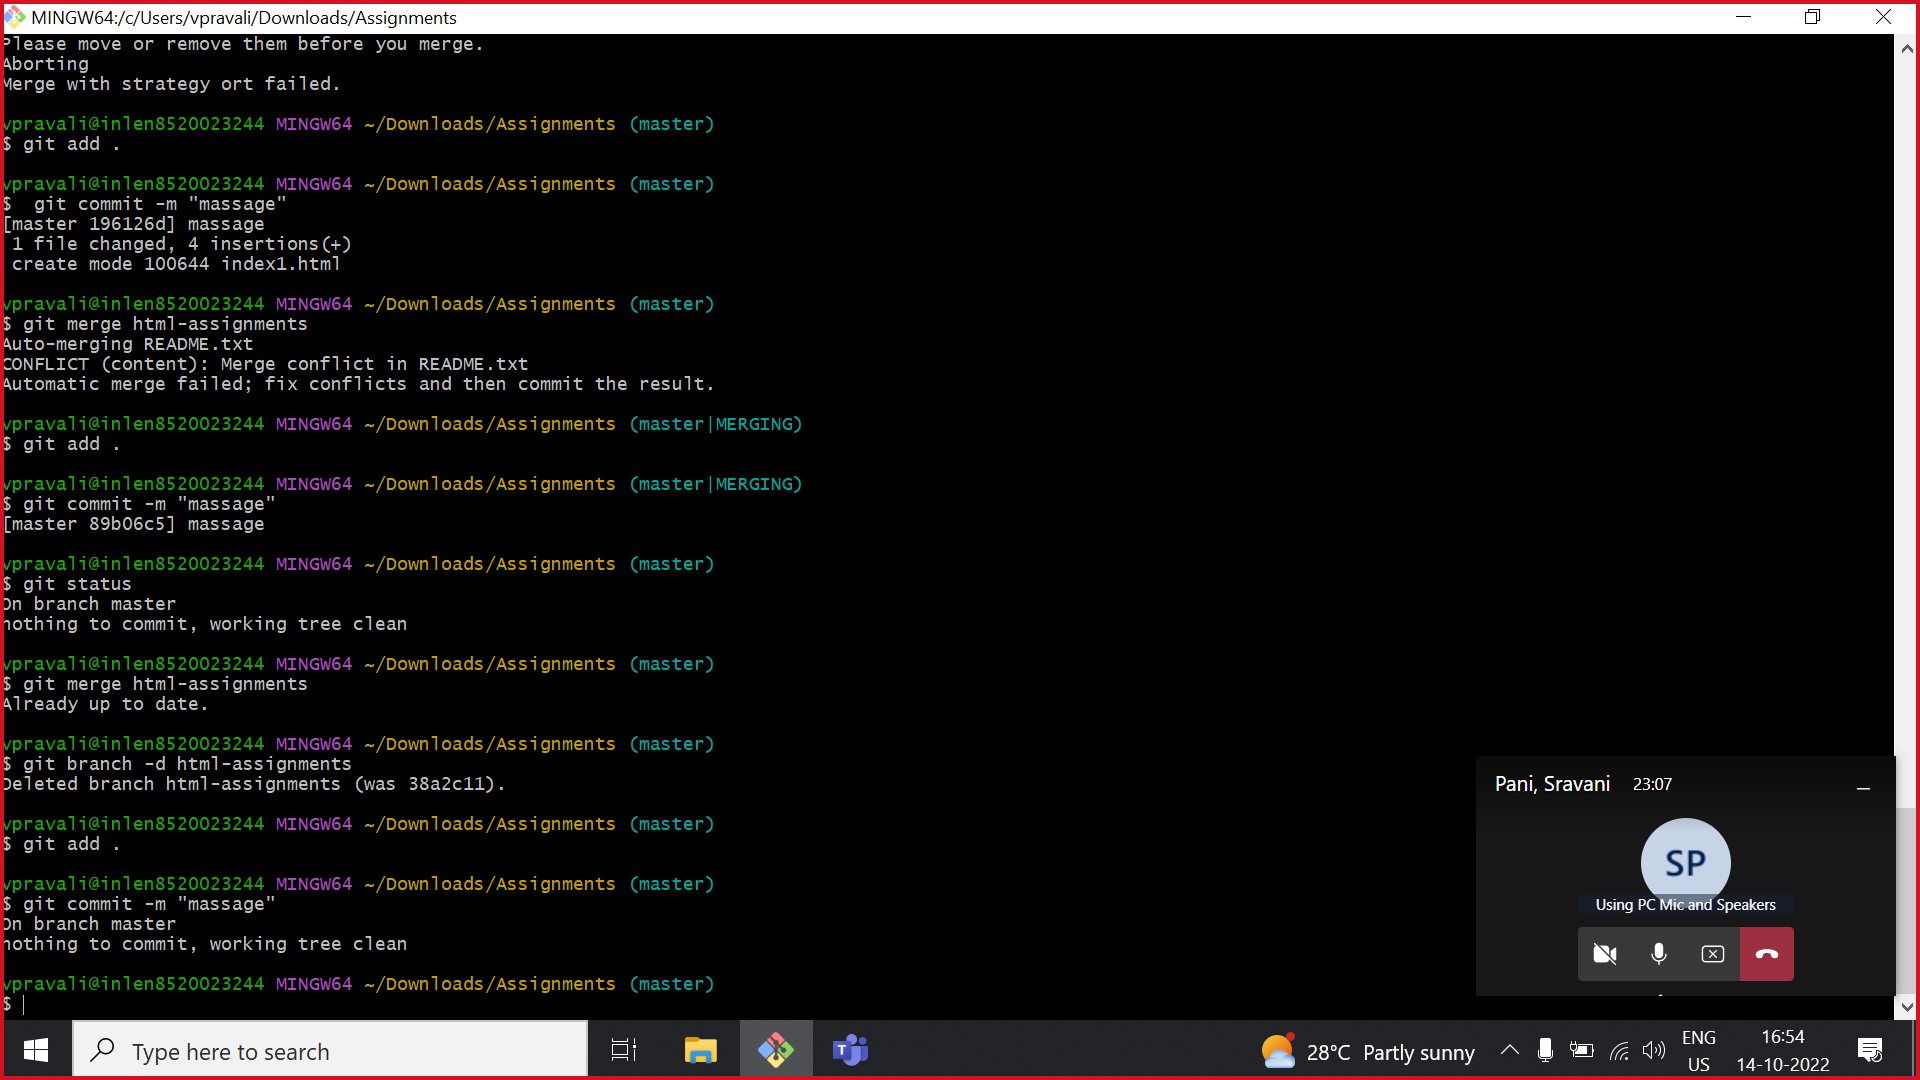 MINGW64:/c/Users/vpravali/Downloads/Assignments
Please move or remove them before you merge.
Aborting
Merge with strategy ort failed.
vpravali@inlen8520023244 MINGW64 ~/Downloads/Assignments (master)
$ git add .
vpravali@inlen8520023244 MINGW64 ~/Downloads/Assignments (master)
$  git commit -m "massage"
[master 196126d] massage
1 file changed, 4 insertions(+)
create mode 100644 index1.html
vpravali@inlen8520023244 MINGW64 ~/Downloads/Assignments (master)
$ git merge html-assignments
Auto-merging README.txt
CONFLICT (content): Merge conflict in README.txt
Automatic merge failed; fix conflicts and then commit the result.
vpravali@inlen8520023244 MINGW64 ~/Downloads/Assignments (master|MERGING)
$ git add .
vpravali@inlen8520023244 MINGW64 ~/Downloads/Assignments (master|MERGING)
$ git commit -m "massage"
[master 89b06c5] massage
vpravali@inlen8520023244 MINGW64 ~/Downloads/Assignments (master)
$ git status
On branch master
nothing to commit, working tree clean
vpravali@inlen8520023244 MINGW64 ~/Downloads/Assignments (master)
$ git merge html-assignments
Already up to date.
vpravali@inlen8520023244 MINGW64 ~/Downloads/Assignments (master)
$ git branch -d html-assignments
Deleted branch html-assignments (was 38a2c11).
vpravali@inlen8520023244 MINGW64 ~/Downloads/Assignments (master)
$ git add .
vpravali@inlen8520023244 MINGW64 ~/Downloads/Assignments (master)
$ git commit -m "massage"
On branch master
nothing to commit, working tree clean
vpravali@inlen8520023244 MINGW64 ~/Downloads/Assignments (master)
$
Pani, Sravani 23:07
SP
Using PC Mic and Speakers
Type here to search
28°C Partly sunny
ENG
US
16:54
14-10-2022